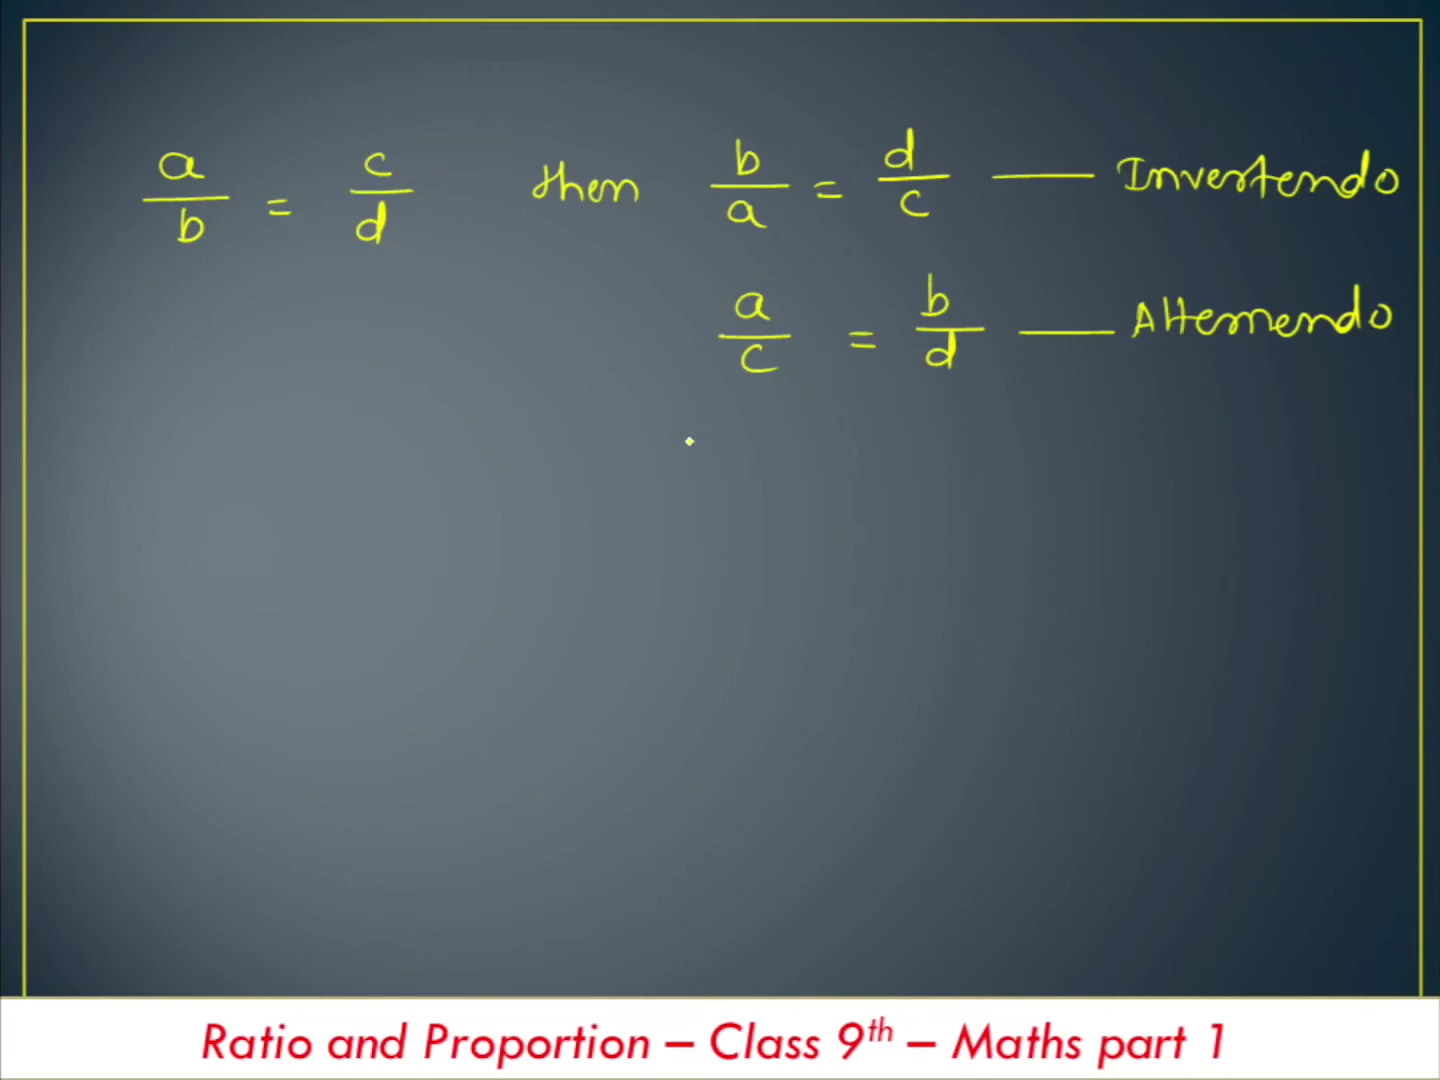 a/b = c/d then b/a = d/c — Invertendo
a/c = b/d — Alternendo
Ratio and Proportion – Class 9th – Maths part 1